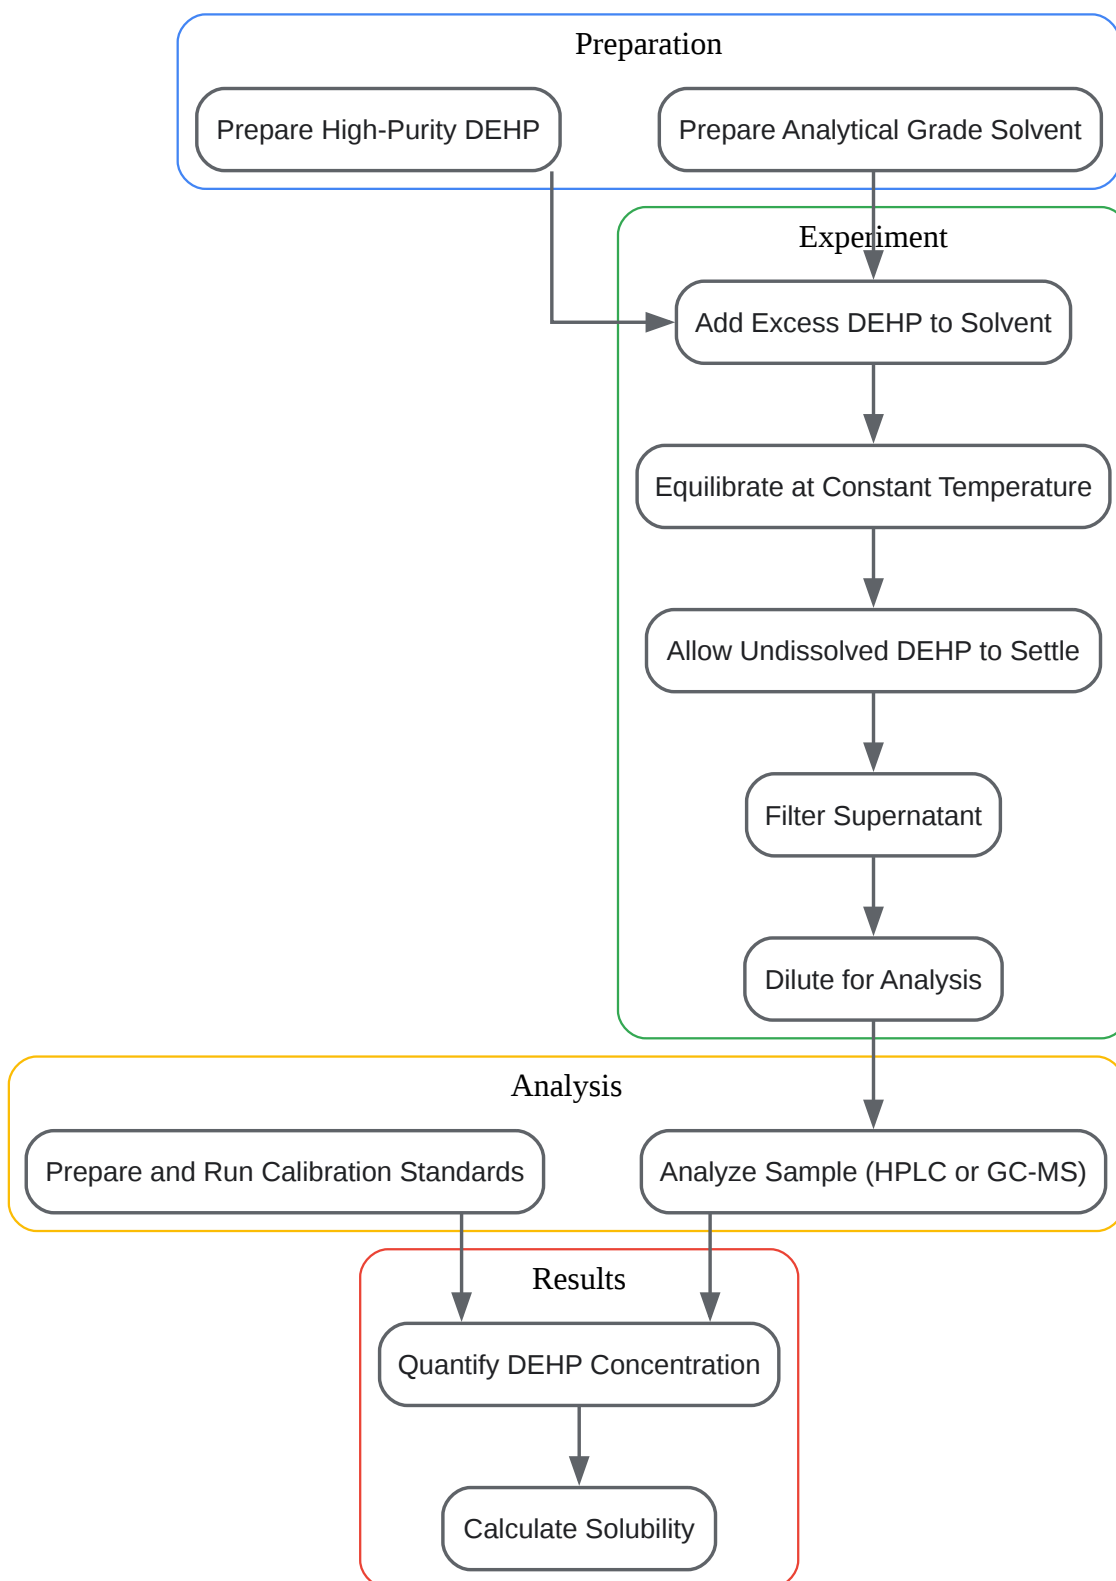 Preparation
Prepare High-Purity DEHP
Prepare Analytical Grade Solvent
Experiment
Add Excess DEHP to Solvent
Equilibrate at Constant Temperature
Allow Undissolved DEHP to Settle
Filter Supernatant
Dilute for Analysis
Analysis
Prepare and Run Calibration Standards
Analyze Sample (HPLC or GC-MS)
Results
Quantify DEHP Concentration
Calculate Solubility